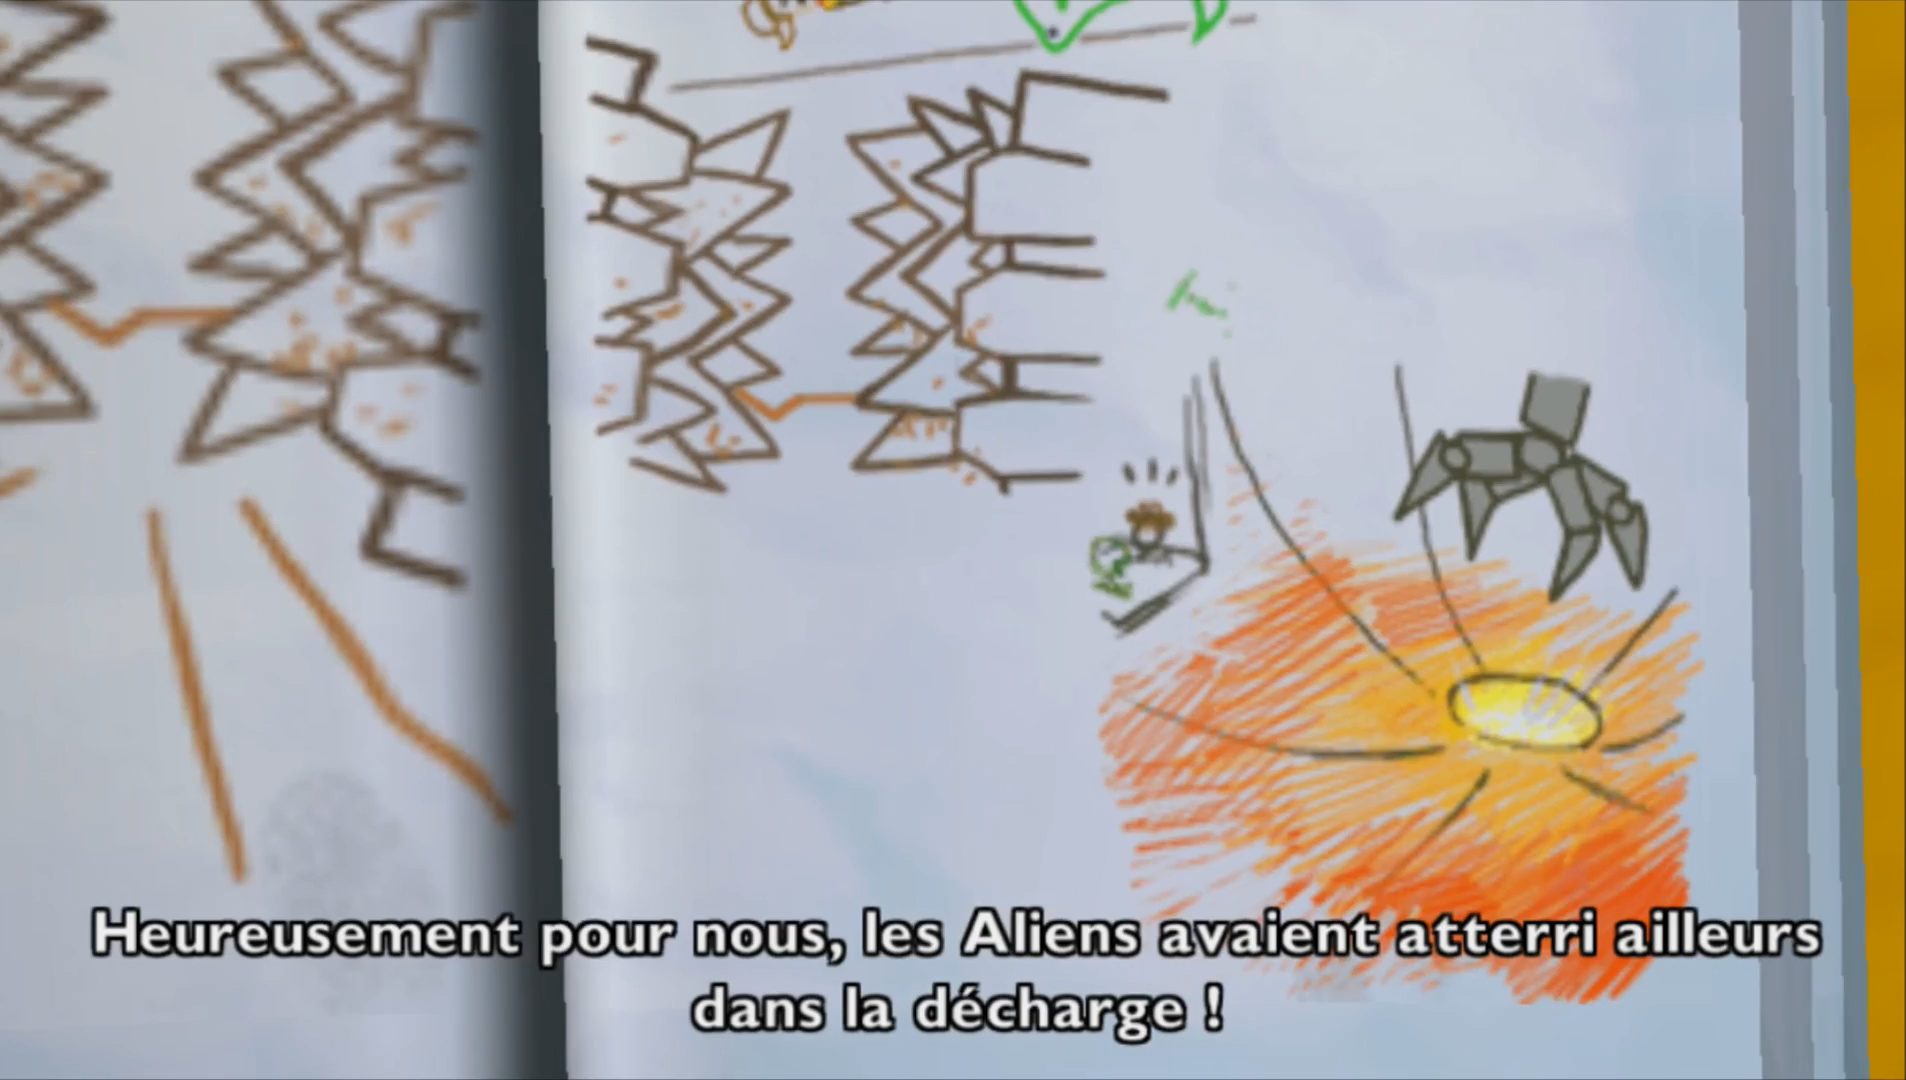 Heureusement pour nous, les Aliens avaient atterri ailleurs
dans la décharge !